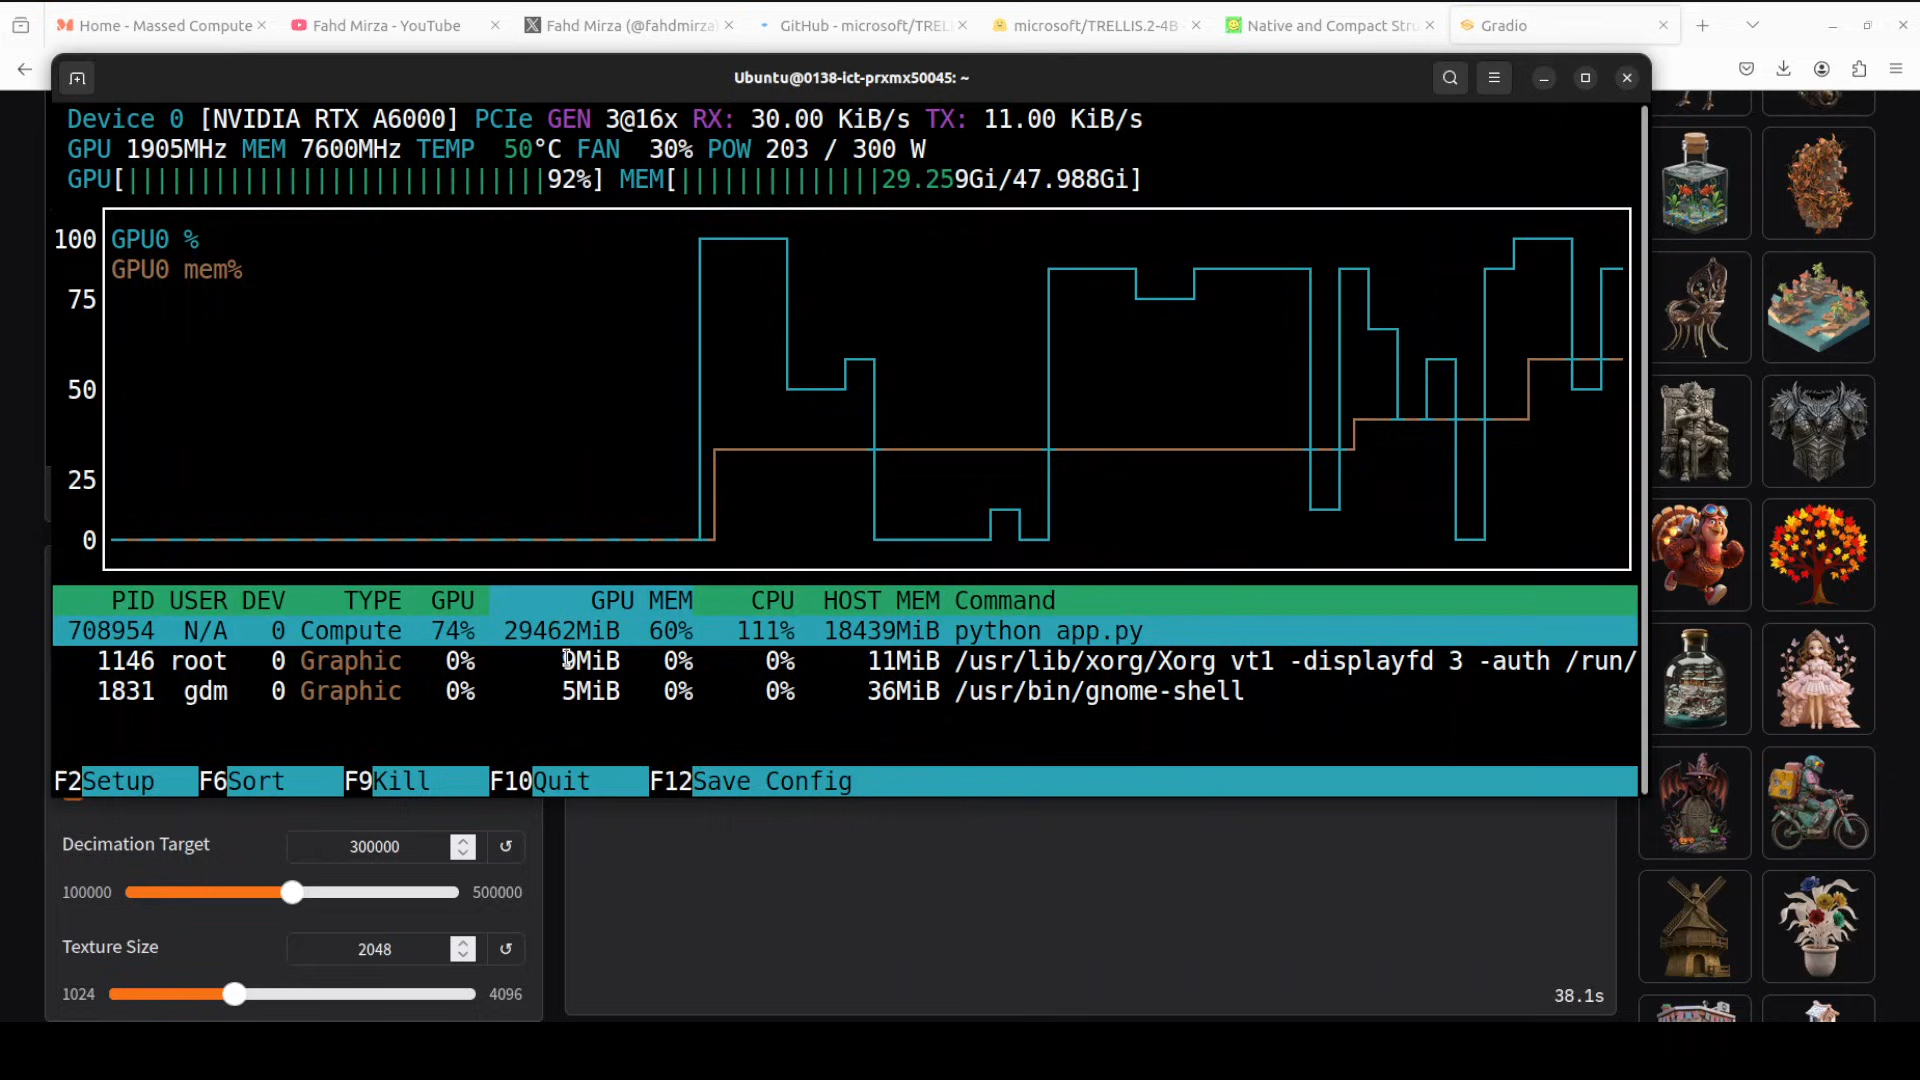 Home - Massed Compute
Fahd Mirza - YouTube
Fahd Mirza (@fahdmirza)
GitHub - microsoft/TREL
microsoft/TRELLIS.2-4B
Native and Compact Stru
Gradio
Ubuntu@0138-ict-prxmx50045: ~
Device 0 [NVIDIA RTX A6000] PCIe GEN 3@16x RX: 30.00 KiB/s TX: 11.00 KiB/s
GPU 1905MHz MEM 7600MHz TEMP 50°C FAN 30% POW 203 / 300 W
GPU[||||||||||||||||||||||||||||||92%] MEM[||||||||||||||29.259Gi/47.988Gi]
100
GPU0 %
GPU0 mem%
75
50
25
0
PID USER DEV TYPE GPU GPU MEM CPU HOST MEM Command
708954 N/A 0 Compute 74% 29462MiB 60% 111% 18439MiB python app.py
1146 root 0 Graphic 0% 0MiB 0% 0% 11MiB /usr/lib/xorg/Xorg vt1 -displayfd 3 -auth /run/
1831 gdm 0 Graphic 0% 5MiB 0% 0% 36MiB /usr/bin/gnome-shell
F2Setup F6Sort F9Kill F10Quit F12Save Config
Decimation Target 300000
100000 500000
Texture Size 2048
1024 4096
38.1s